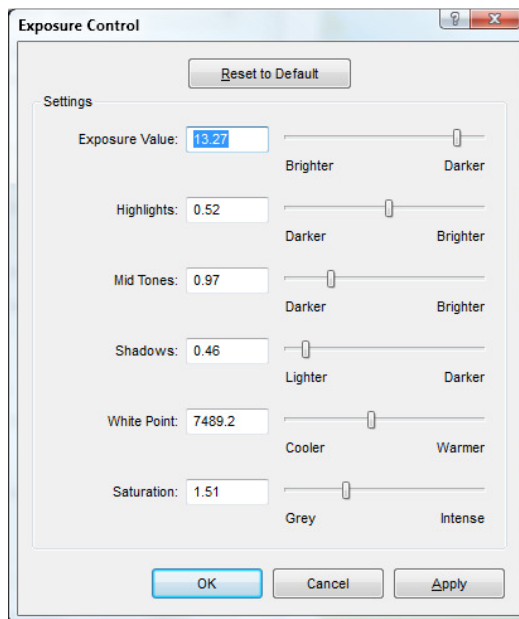 Exposure Control
Reset to Default
Settings
Exposure Value: 13.27
Brighter Darker
Highlights: 0.52
Darker Brighter
Mid Tones: 0.97
Darker Brighter
Shadows: 0.46
Lighter Darker
White Point: 7489.2
Cooler Warmer
Saturation: 1.51
Grey Intense
OK Cancel Apply